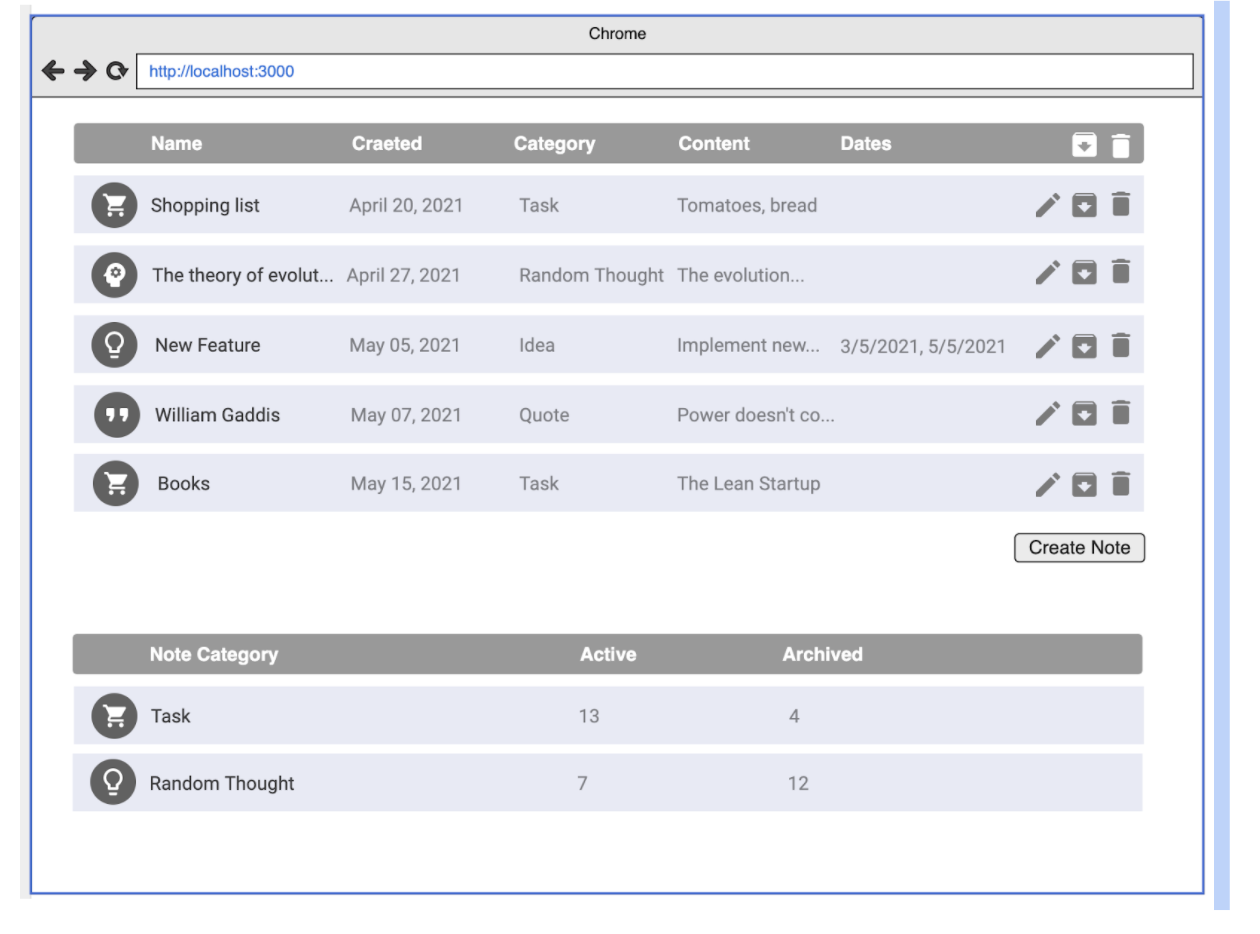 Chrome
http://localhost:3000
Name Craeted Category Content Dates
Shopping list April 20, 2021 Task Tomatoes, bread
The theory of evolut... April 27, 2021 Random Thought The evolution...
New Feature May 05, 2021 Idea Implement new... 3/5/2021, 5/5/2021
William Gaddis May 07, 2021 Quote Power doesn't co...
Books May 15, 2021 Task The Lean Startup
Create Note
Note Category Active Archived
Task 13 4
Random Thought 7 12